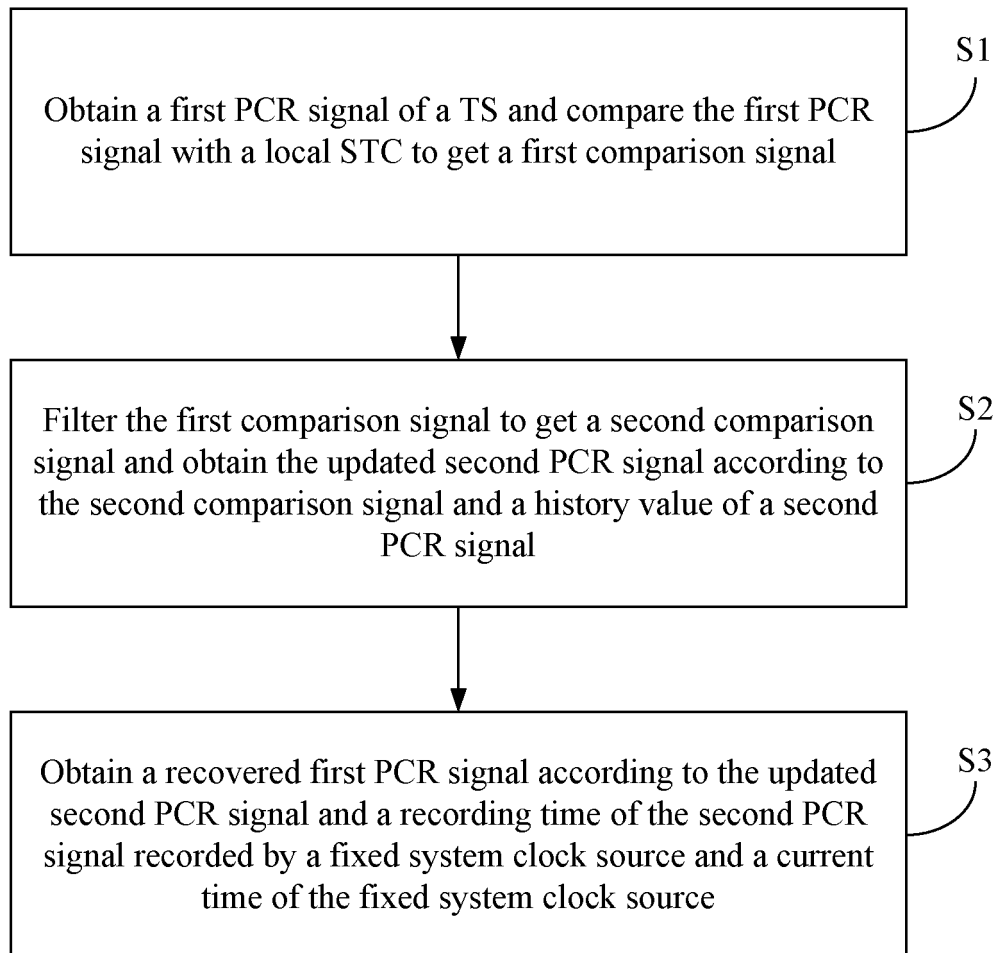 S1
Obtain a first PCR signal of a TS and compare the first PCR
signal with a local STC to get a first comparison signal
S2
Filter the first comparison signal to get a second comparison
signal and obtain the updated second PCR signal according to
the second comparison signal and a history value of a second
PCR signal
S3
Obtain a recovered first PCR signal according to the updated
second PCR signal and a recording time of the second PCR
signal recorded by a fixed system clock source and a current
time of the fixed system clock source